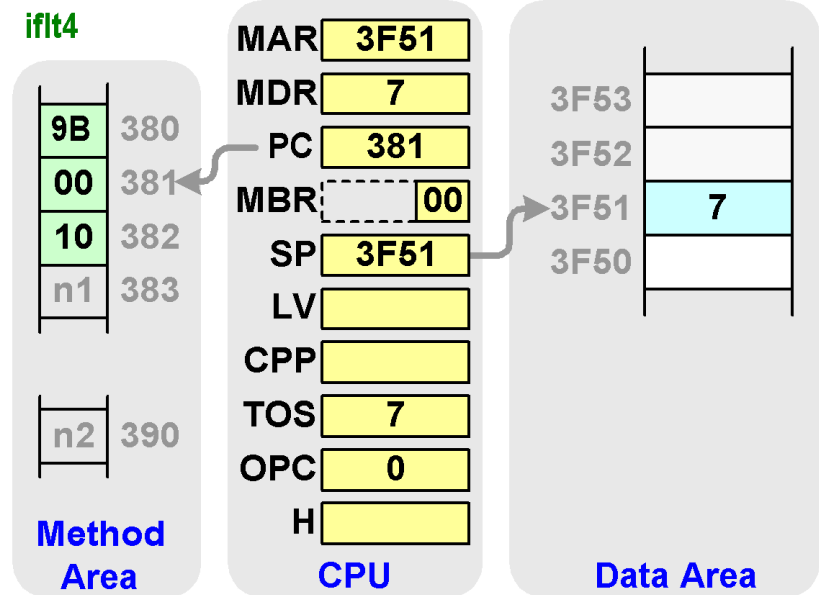 iflt4
9B 380
00 381
10 382
n1 383
n2 390
Method
Area
MAR 3F51
MDR 7
PC 381
MBR 00
SP 3F51
LV
CPP
TOS 7
OPC 0
H
CPU
3F53
3F52
3F51 7
3F50
Data Area